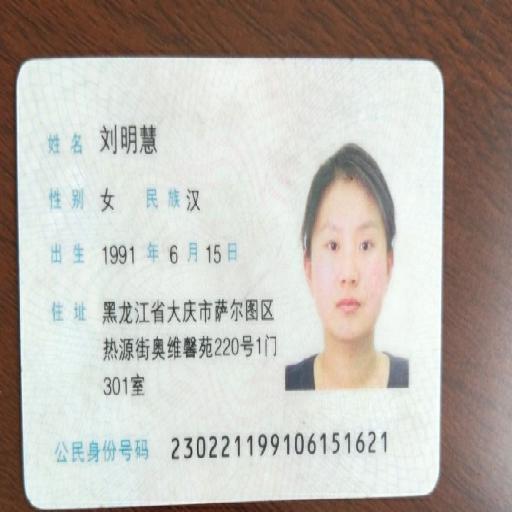 姓名 刘明慧
性别 女 民族 汉
出生 1991 年 6 月 15 日
住址 黑龙江省大庆市萨尔图区
热源街奥维馨苑220号1门
301室
公民身份号码 230221199106151621